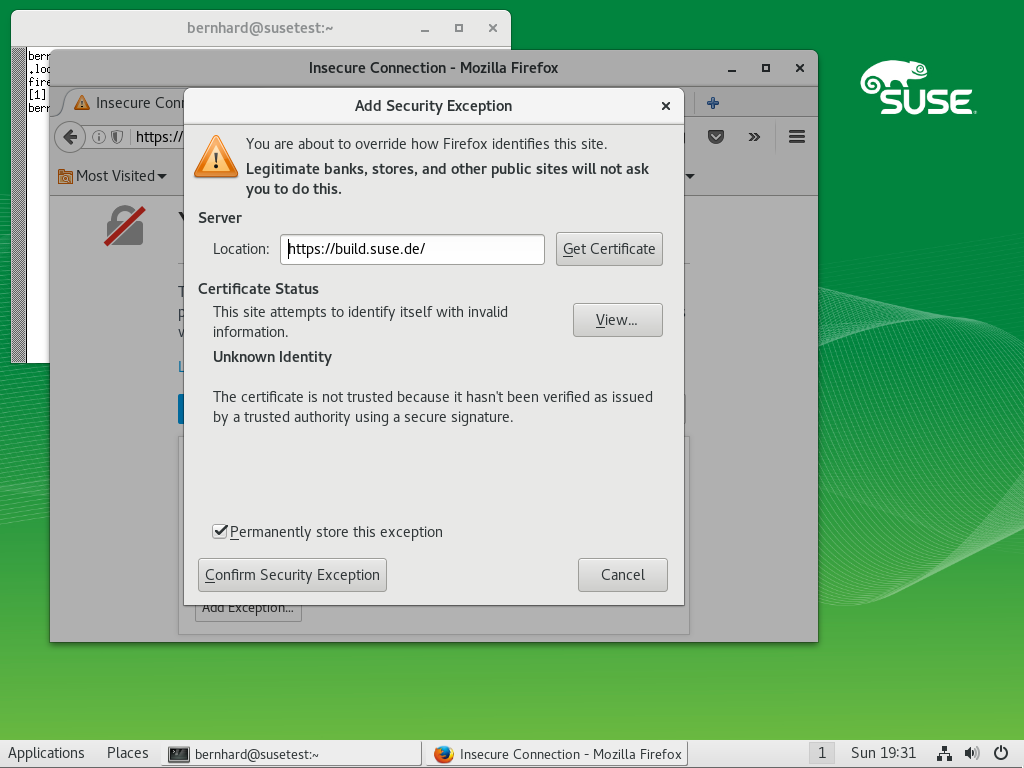 bernhard@susetest:~
bern
.loc
fire
[1]
bern
Insecure Connection - Mozilla Firefox
Insecure Conn
https://
Most Visited
Add Security Exception
You are about to override how Firefox identifies this site.
Legitimate banks, stores, and other public sites will not ask
you to do this.
Server
Location:
https://build.suse.de/
Get Certificate
Certificate Status
This site attempts to identify itself with invalid
information.
View...
Unknown Identity
The certificate is not trusted because it hasn't been verified as issued
by a trusted authority using a secure signature.
Permanently store this exception
Confirm Security Exception
Cancel
Add Exception...
SUSE
Applications
Places
bernhard@susetest:~
Insecure Connection - Mozilla Firefox
1
Sun 19:31